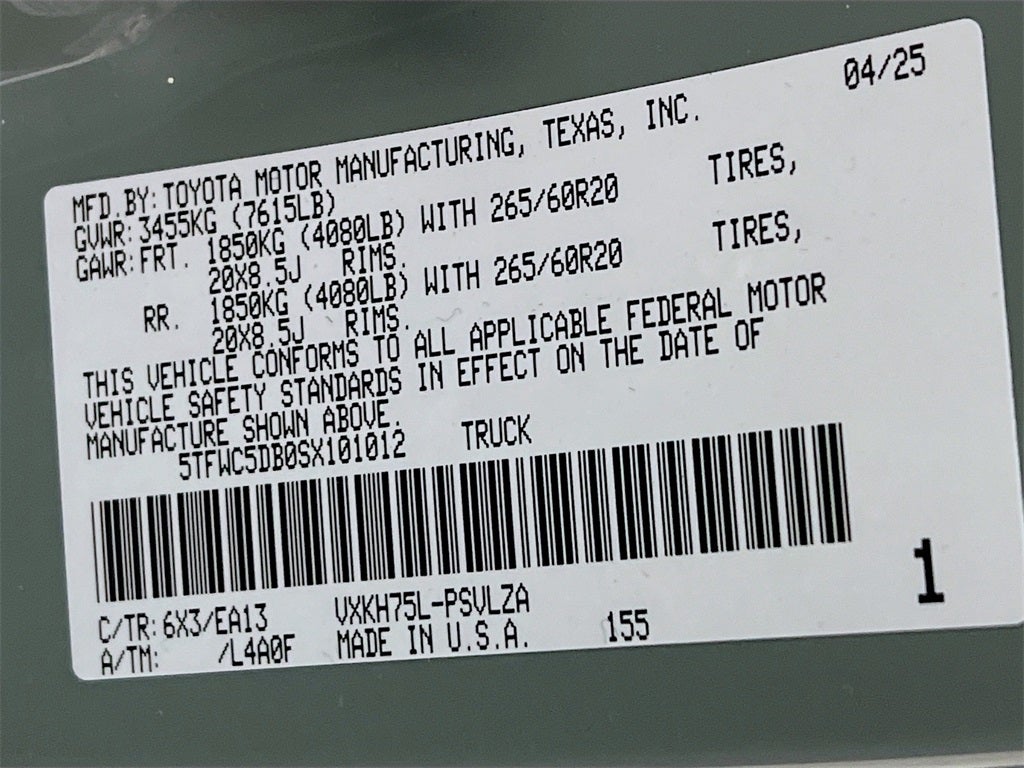 04/25
MFD.BY: TOYOTA MOTOR MANUFACTURING, TEXAS, INC.
GVWR: 3455KG (7615LB)
GAWR: FRT. 1850KG (4080LB) WITH 265/60R20 TIRES,
20X8.5J RIMS.
RR. 1850KG (4080LB) WITH 265/60R20 TIRES,
20X8.5J RIMS.
THIS VEHICLE CONFORMS TO ALL APPLICABLE FEDERAL MOTOR
VEHICLE SAFETY STANDARDS IN EFFECT ON THE DATE OF
MANUFACTURE SHOWN ABOVE.
5TFWC5DB0SX101012 TRUCK
1
C/TR: 6X3/EA13 VXKH75L-PSVLZA
A/TM: /L4A0F MADE IN U.S.A. 155